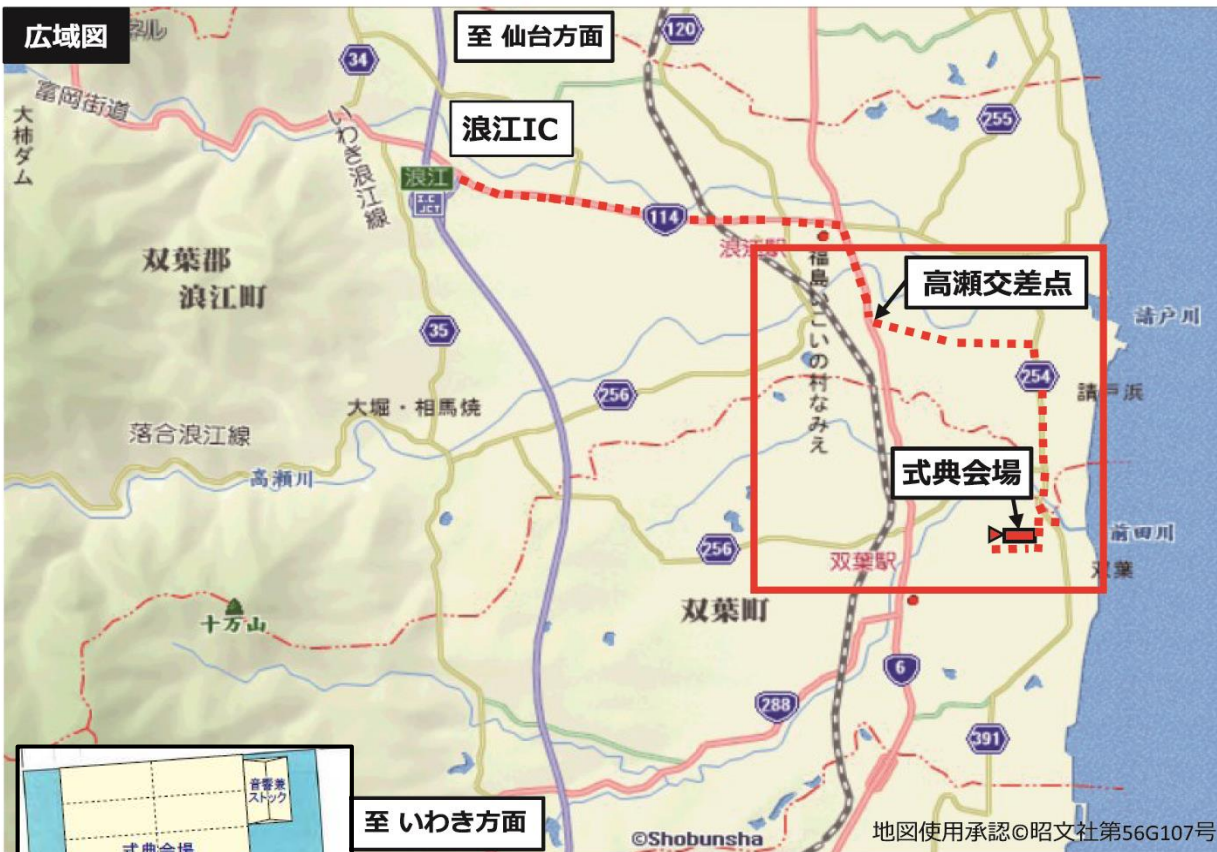 広域図
ネル
至 仙台方面
120
34
富岡街道
大柿ダム
いわき浪江線
浪江IC
浪江
I.C
JCT
255
114
浪江駅
双葉郡
浪江町
福島いこいの村なみえ
高瀬交差点
請戸川
35
254
256
請戸浜
大堀・相馬焼
落合浪江線
高瀬川
式典会場
256
前田川
双葉駅
双葉
十万山
双葉町
6
288
391
音響兼
ストック
式典会場
至 いわき方面
©Shobunsha
地図使用承認©昭文社第56G107号